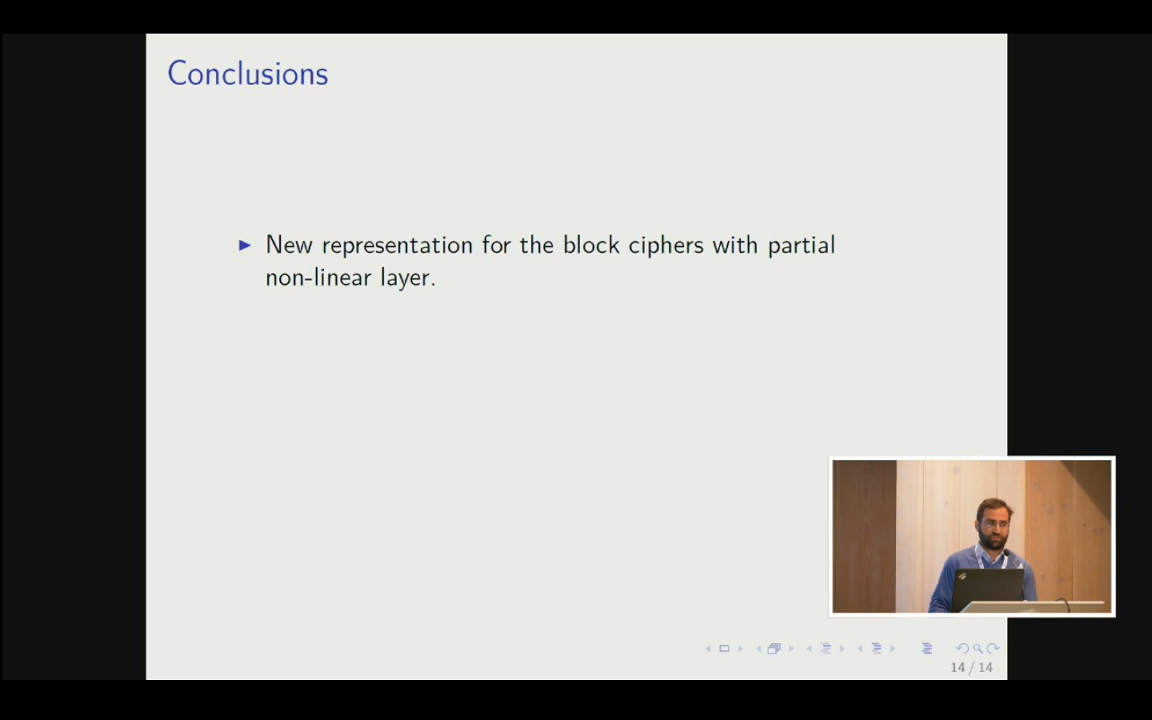 Conclusions
New representation for the block ciphers with partial
non-linear layer.
14 / 14